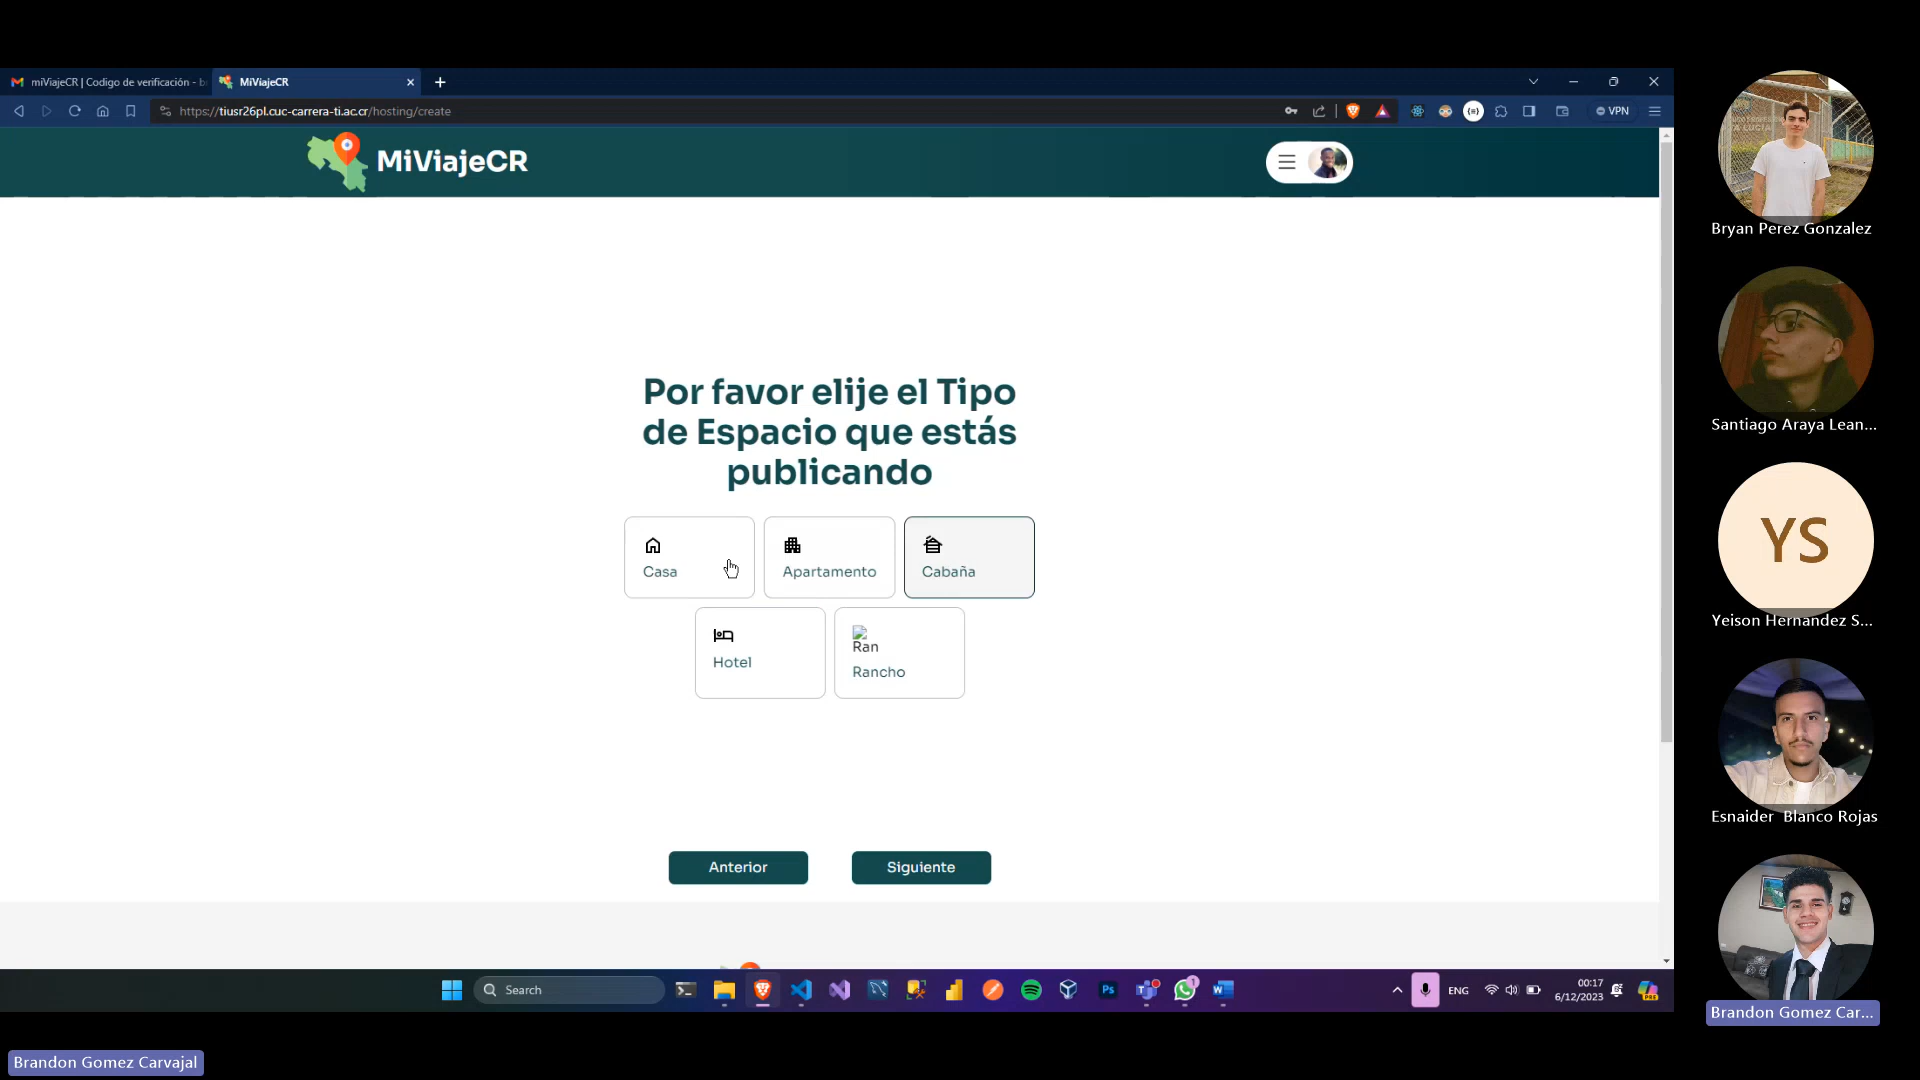 miViajeCR | Codigo de verificación - b
MiViajeCR
https://tiusr26pl.cuc-carrera-ti.ac.cr/hosting/create
VPN
MiViajeCR
Por favor elije el Tipo
de Espacio que estás
publicando
Casa
Apartamento
Cabaña
Hotel
Ran
Rancho
Anterior
Siguiente
Search
Ps
1
ENG
00:17
6/12/2023
PRE
Bryan Perez Gonzalez
Santiago Araya Lean...
YS
Yeison Hernandez S...
Esnaider Blanco Rojas
Brandon Gomez Car...
Brandon Gomez Carvajal